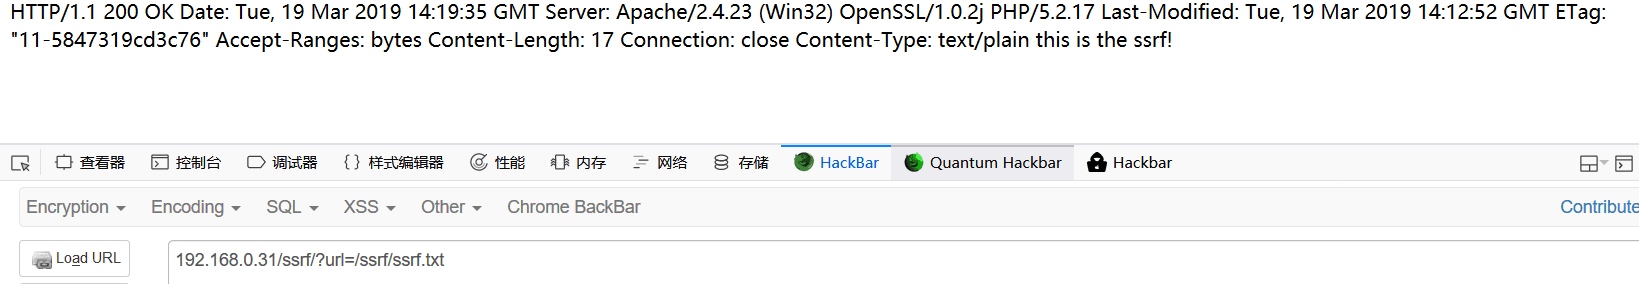 HTTP/1.1 200 OK Date: Tue, 19 Mar 2019 14:19:35 GMT Server: Apache/2.4.23 (Win32) OpenSSL/1.0.2j PHP/5.2.17 Last-Modified: Tue, 19 Mar 2019 14:12:52 GMT ETag:
"11-5847319cd3c76" Accept-Ranges: bytes Content-Length: 17 Connection: close Content-Type: text/plain this is the ssrf!
查看器 控制台 调试器 样式编辑器 性能 内存 网络 存储 HackBar Quantum Hackbar Hackbar
Encryption Encoding SQL XSS Other Chrome BackBar Contribute
Load URL 192.168.0.31/ssrf/?url=/ssrf/ssrf.txt